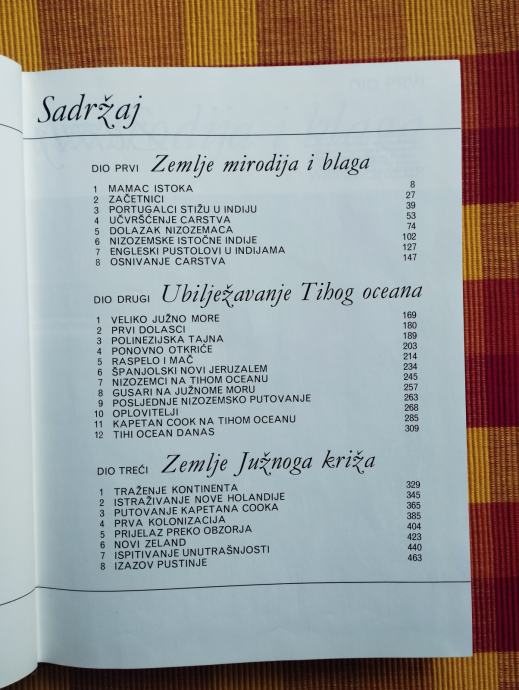 Sadržaj
DIO PRVI Zemlje mirodija i blaga
1 MAMAC ISTOKA 8
2 ZAČETNICI 27
3 PORTUGALCI STIŽU U INDIJU 39
4 UČVRŠĆENJE CARSTVA 53
5 DOLAZAK NIZOZEMACA 74
6 NIZOZEMSKE ISTOČNE INDIJE 102
7 ENGLESKI PUSTOLOVI U INDIJAMA 127
8 OSNIVANJE CARSTVA 147
DIO DRUGI Ubilježavanje Tihog oceana
1 VELIKO JUŽNO MORE 169
2 PRVI DOLASCI 180
3 POLINEZIJSKA TAJNA 189
4 PONOVNO OTKRIĆE 203
5 RASPELO I MAČ 214
6 ŠPANJOLSKI NOVI JERUZALEM 234
7 NIZOZEMCI NA TIHOM OCEANU 245
8 GUSARI NA JUŽNOME MORU 257
9 POSLJEDNJE NIZOZEMSKO PUTOVANJE 263
10 OPLOVITELJI 268
11 KAPETAN COOK NA TIHOM OCEANU 285
12 TIHI OCEAN DANAS 309
DIO TREĆI Zemlje Južnoga križa
1 TRAŽENJE KONTINENTA 329
2 ISTRAŽIVANJE NOVE HOLANDIJE 345
3 PUTOVANJE KAPETANA COOKA 365
4 PRVA KOLONIZACIJA 385
5 PRIJELAZ PREKO OBZORJA 404
6 NOVI ZELAND 423
7 ISPITIVANJE UNUTRAŠNJOSTI 440
8 IZAZOV PUSTINJE 463